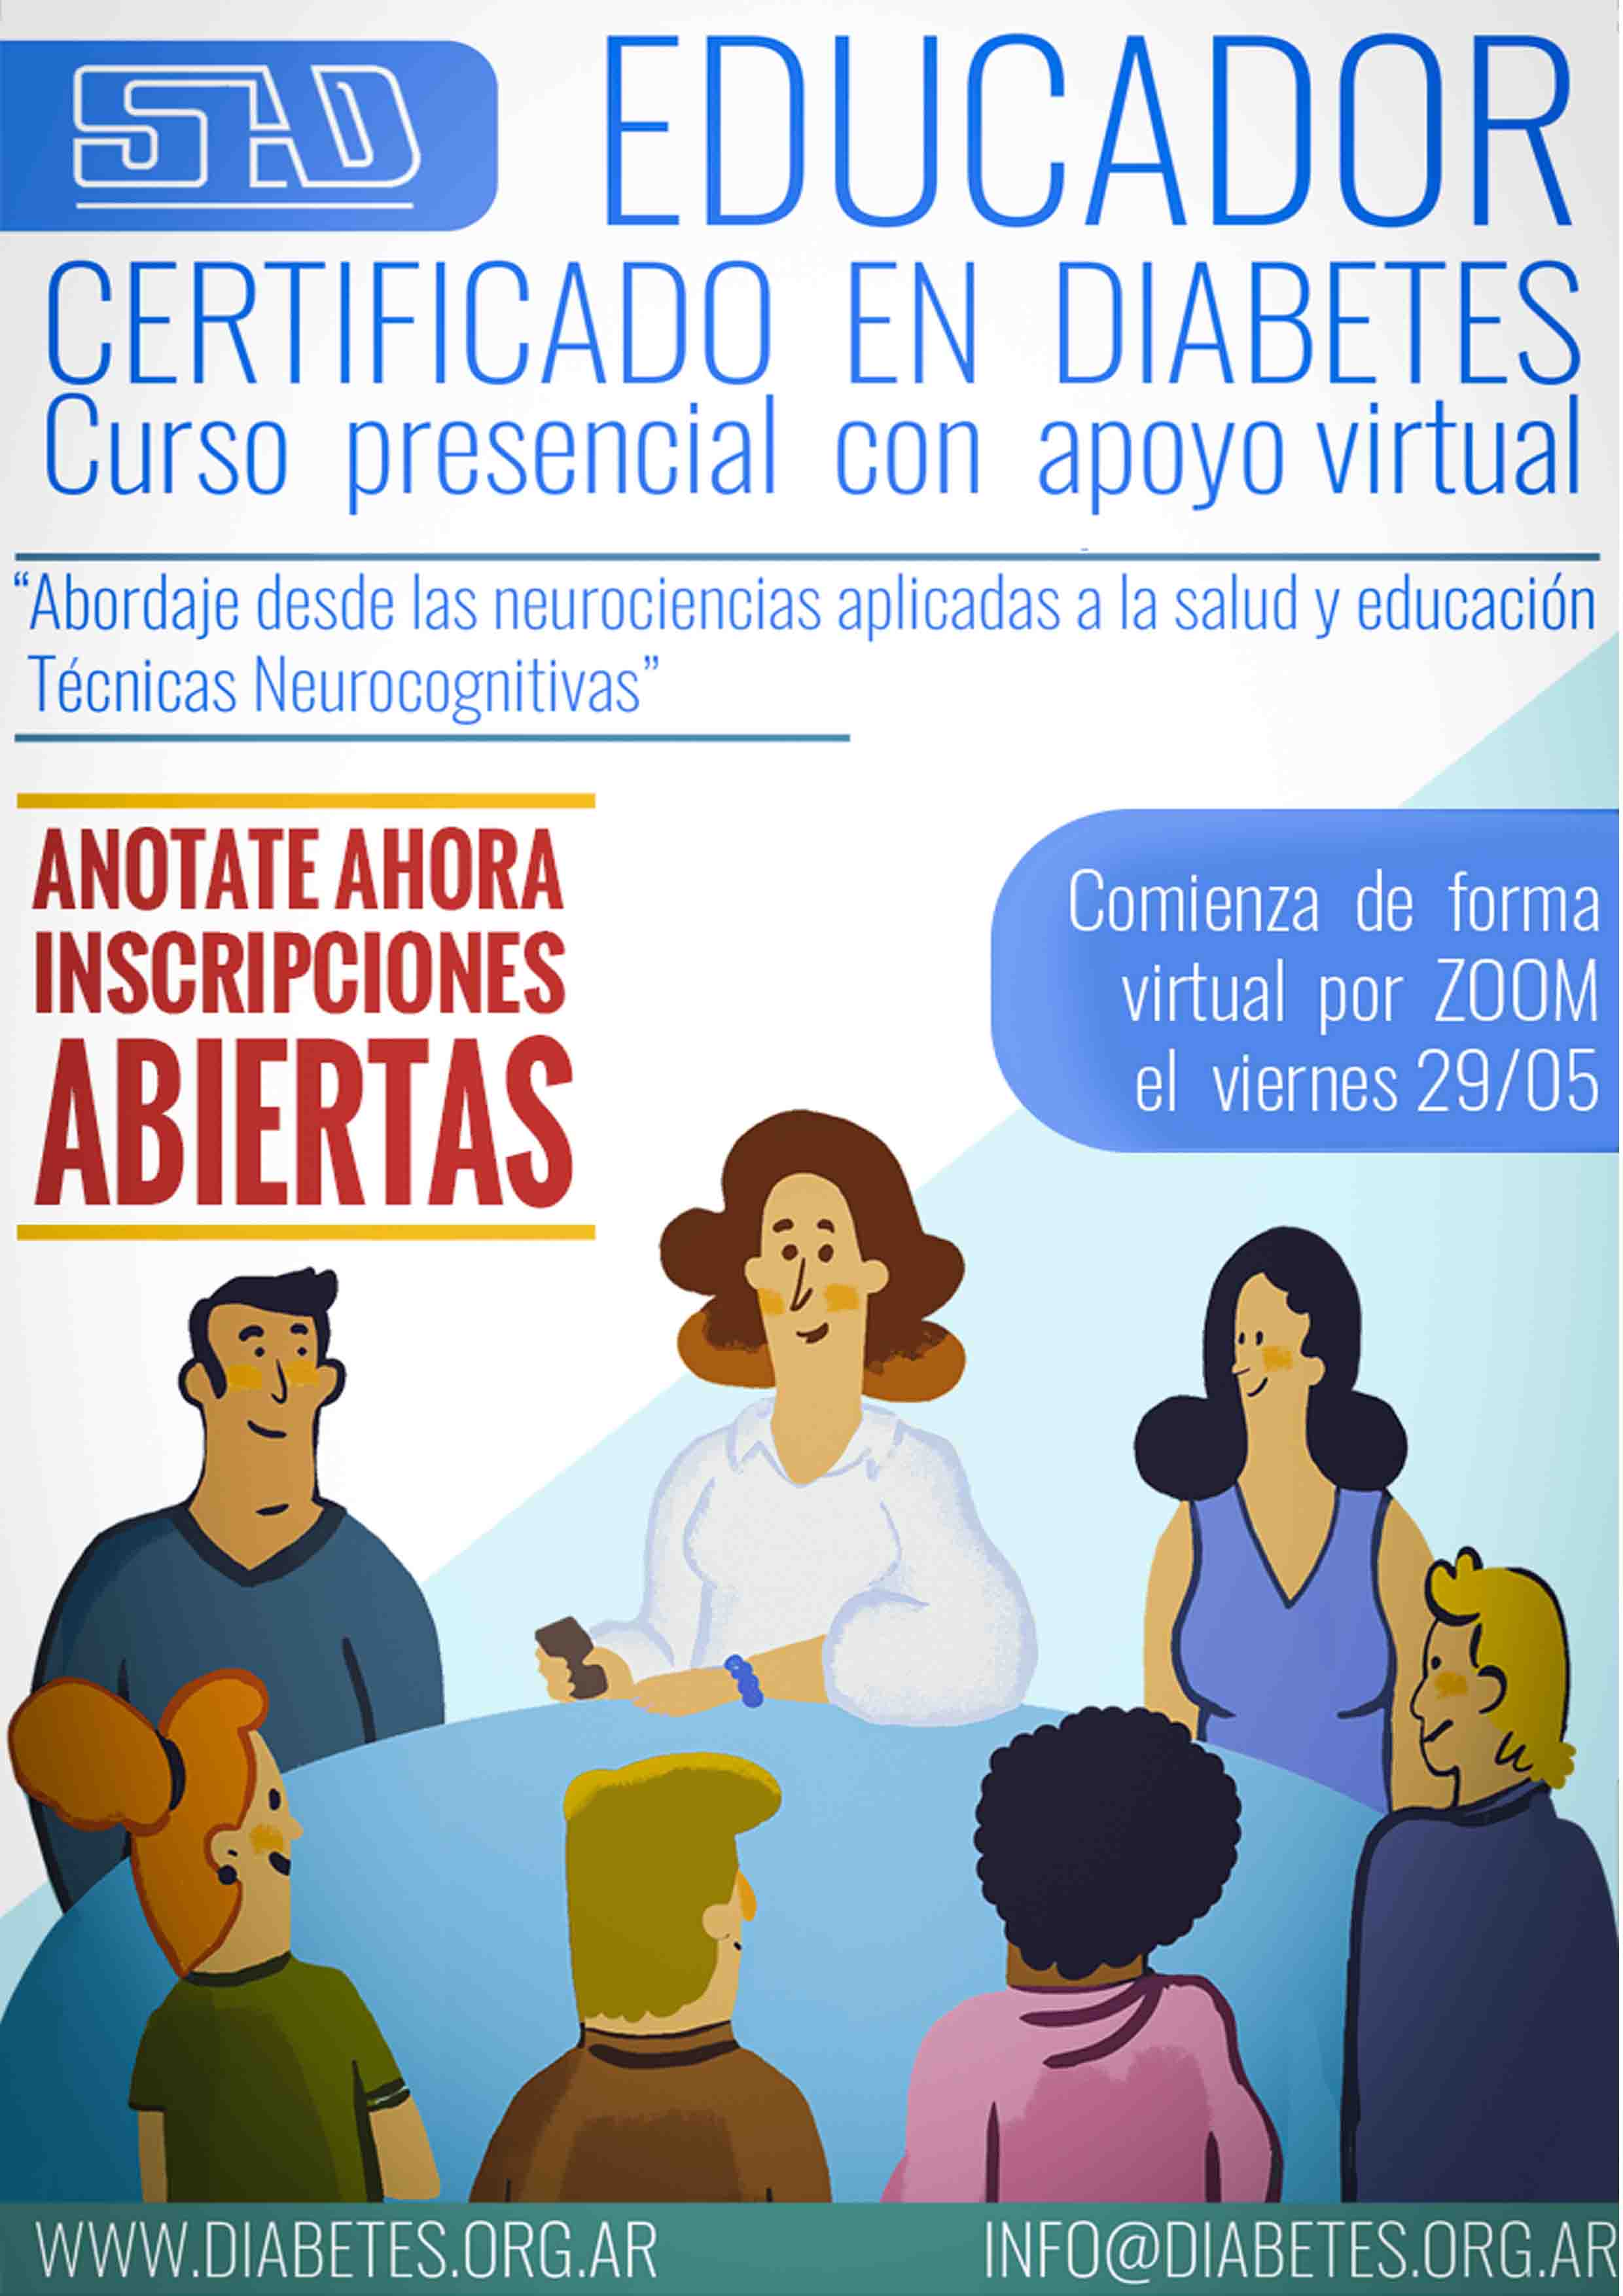 SAD
EDUCADOR
CERTIFICADO EN DIABETES
Curso presencial con apoyo virtual
“Abordaje desde las neurociencias aplicadas a la salud y educación
Técnicas Neurocognitivas”
ANOTATE AHORA
INSCRIPCIONES
ABIERTAS
Comienza de forma
virtual por ZOOM
el viernes 29/05
WWW.DIABETES.ORG.AR
INFO@DIABETES.ORG.AR